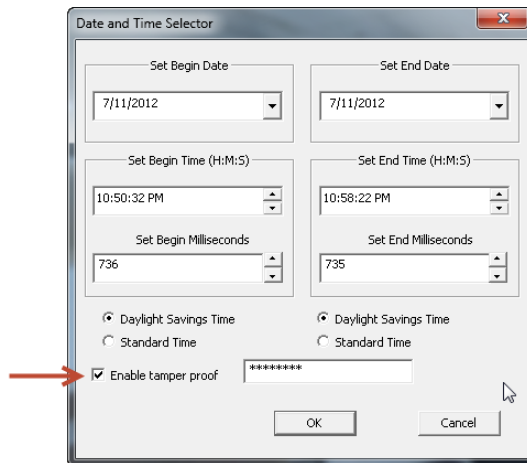 Date and Time Selector
Set Begin Date
Set End Date
7/11/2012
7/11/2012
Set Begin Time (H:M:S)
Set End Time (H:M:S)
10:50:32 PM
10:58:22 PM
Set Begin Milliseconds
Set End Milliseconds
736
735
Daylight Savings Time
Daylight Savings Time
Standard Time
Standard Time
Enable tamper proof
********
OK
Cancel